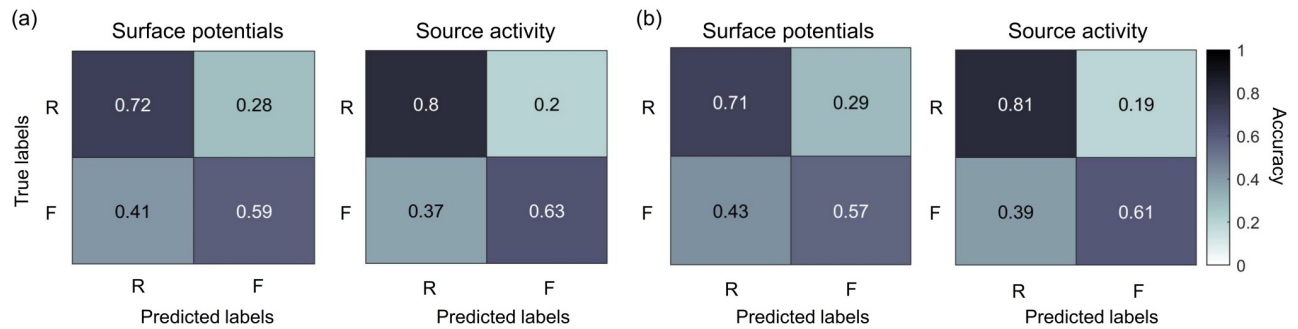 (a)
Surface potentials
Source activity
(b)
Surface potentials
Source activity
True labels
R
0.72
0.28
F
0.41
0.59
R
F
Predicted labels
R
0.8
0.2
F
0.37
0.63
R
F
Predicted labels
R
0.71
0.29
F
0.43
0.57
R
F
Predicted labels
R
0.81
0.19
F
0.39
0.61
R
F
Predicted labels
1
0.8
0.6
0.4
0.2
0
Accuracy